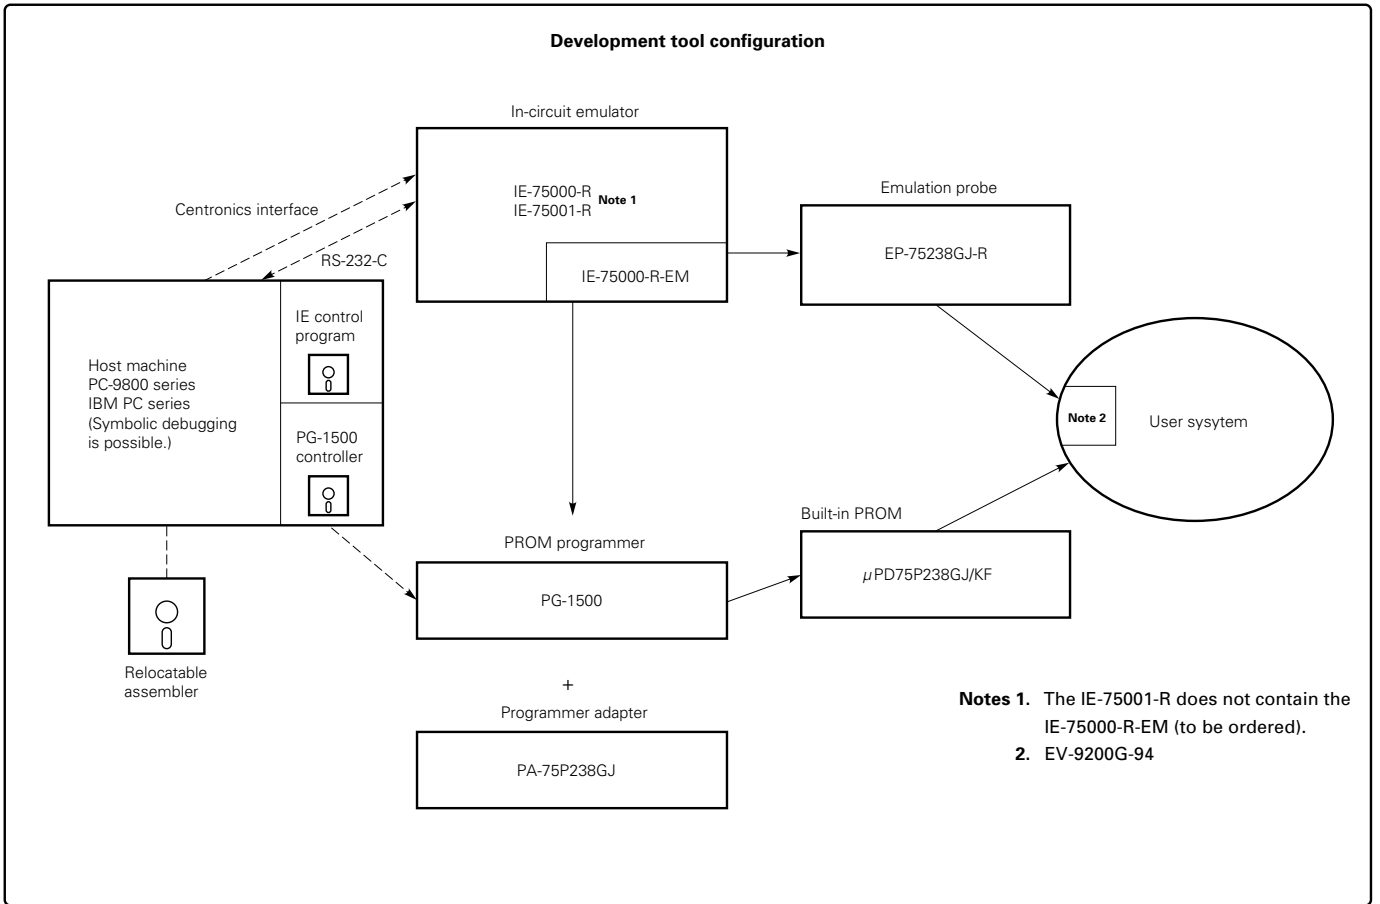 Development tool configuration
In-circuit emulator
IE-75000-R
IE-75001-R Note 1
IE-75000-R-EM
Centronics interface
RS-232-C
Emulation probe
EP-75238GJ-R
Host machine
PC-9800 series
IBM PC series
(Symbolic debugging
is possible.)
IE control
program
PG-1500
controller
Note 2
User sysytem
Built-in PROM
µPD75P238GJ/KF
PROM programmer
PG-1500
Relocatable
assembler
+
Programmer adapter
PA-75P238GJ
Notes 1. The IE-75001-R does not contain the
IE-75000-R-EM (to be ordered).
2. EV-9200G-94